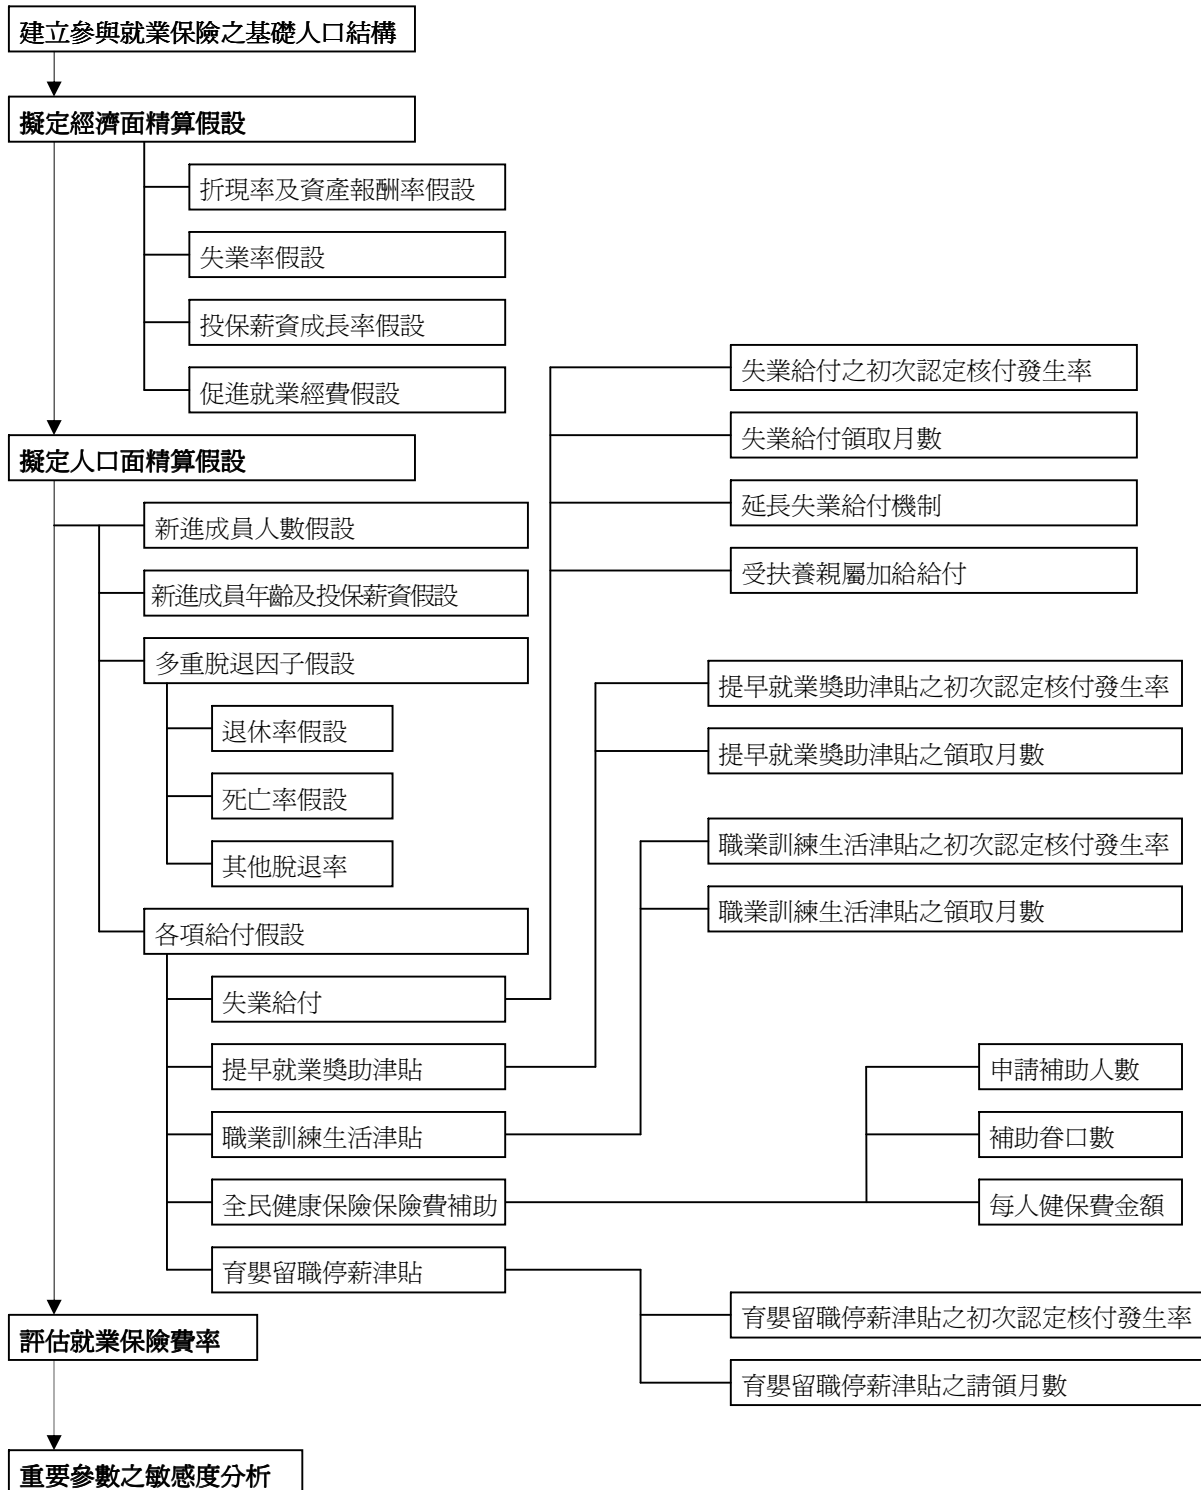 建立參與就業保險之基礎人口結構
擬定經濟面精算假設
折現率及資產報酬率假設
失業率假設
投保薪資成長率假設
促進就業經費假設
擬定人口面精算假設
新進成員人數假設
新進成員年齡及投保薪資假設
多重脫退因子假設
退休率假設
死亡率假設
其他脫退率
各項給付假設
失業給付
失業給付之初次認定核付發生率
失業給付領取月數
延長失業給付機制
受扶養親屬加給給付
提早就業獎助津貼
提早就業獎助津貼之初次認定核付發生率
提早就業獎助津貼之領取月數
職業訓練生活津貼
職業訓練生活津貼之初次認定核付發生率
職業訓練生活津貼之領取月數
全民健康保險保險費補助
申請補助人數
補助眷口數
每人健保費金額
育嬰留職停薪津貼
育嬰留職停薪津貼之初次認定核付發生率
育嬰留職停薪津貼之請領月數
評估就業保險費率
重要參數之敏感度分析